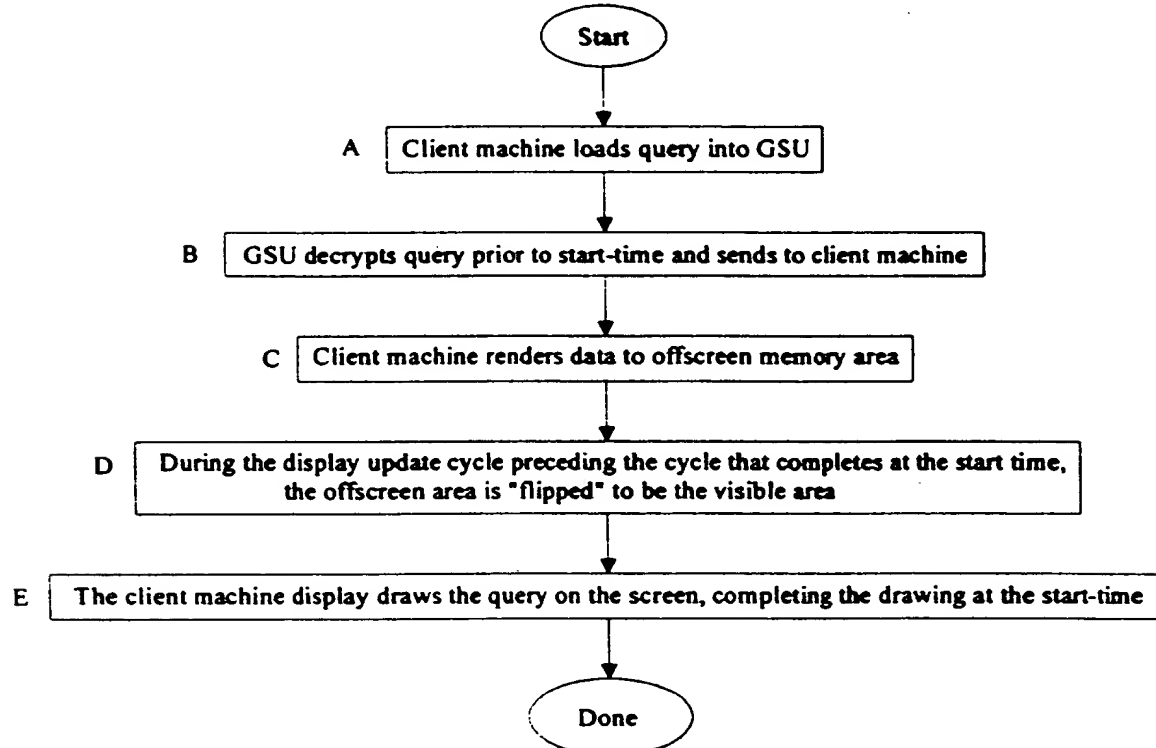 Start
A Client machine loads query into GSU
B GSU decrypts query prior to start-time and sends to client machine
C Client machine renders data to offscreen memory area
D During the display update cycle preceding the cycle that completes at the start time,
the offscreen area is "flipped" to be the visible area
E The client machine display draws the query on the screen, completing the drawing at the start-time
Done